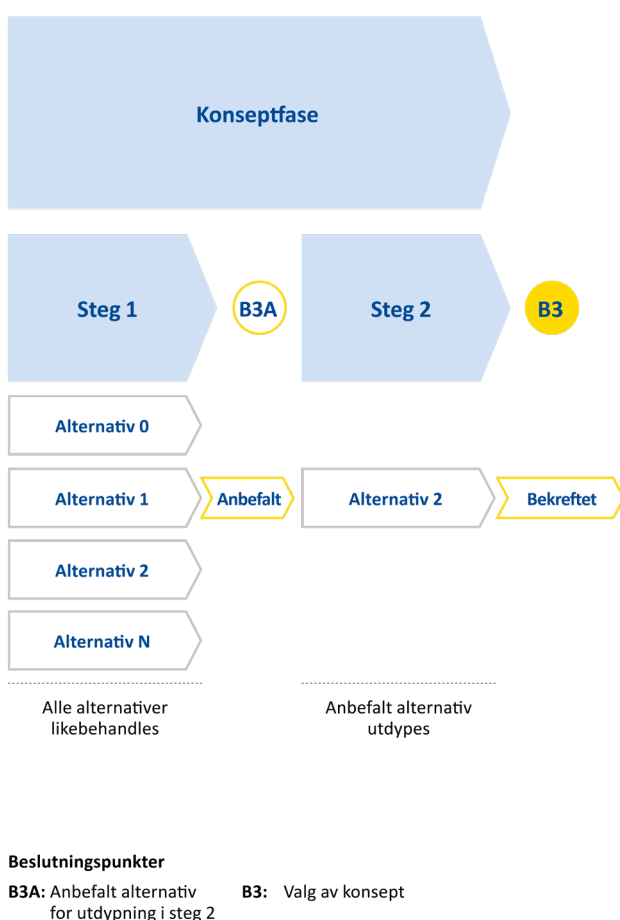 Konseptfase
Steg 1
B3A
Steg 2
B3
Alternativ 0
Alternativ 1
Anbefalt
Alternativ 2
Bekreftet
Alternativ 2
Alternativ N
Alle alternativer
likebehandles
Anbefalt alternativ
utdypes
Beslutningspunkter
B3A: Anbefalt alternativ
for utdypning i steg 2
B3: Valg av konsept